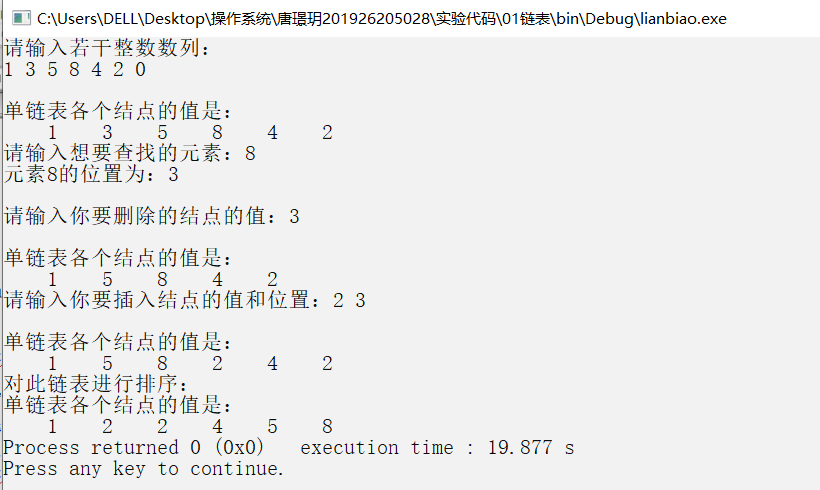 C:\Users\DELL\Desktop\操作系统\唐璟玥201926205028\实验代码\01链表\bin\Debug\lianbiao.exe
请输入若干整数数列：
1 3 5 8 4 2 0
单链表各个结点的值是：
1 3 5 8 4 2
请输入想要查找的元素：8
元素8的位置为：3
请输入你要删除的结点的值：3
单链表各个结点的值是：
1 5 8 4 2
请输入你要插入结点的值和位置：2 3
单链表各个结点的值是：
1 5 8 2 4 2
对此链表进行排序：
单链表各个结点的值是：
1 2 2 4 5 8
Process returned 0 (0x0) execution time : 19.877 s
Press any key to continue.